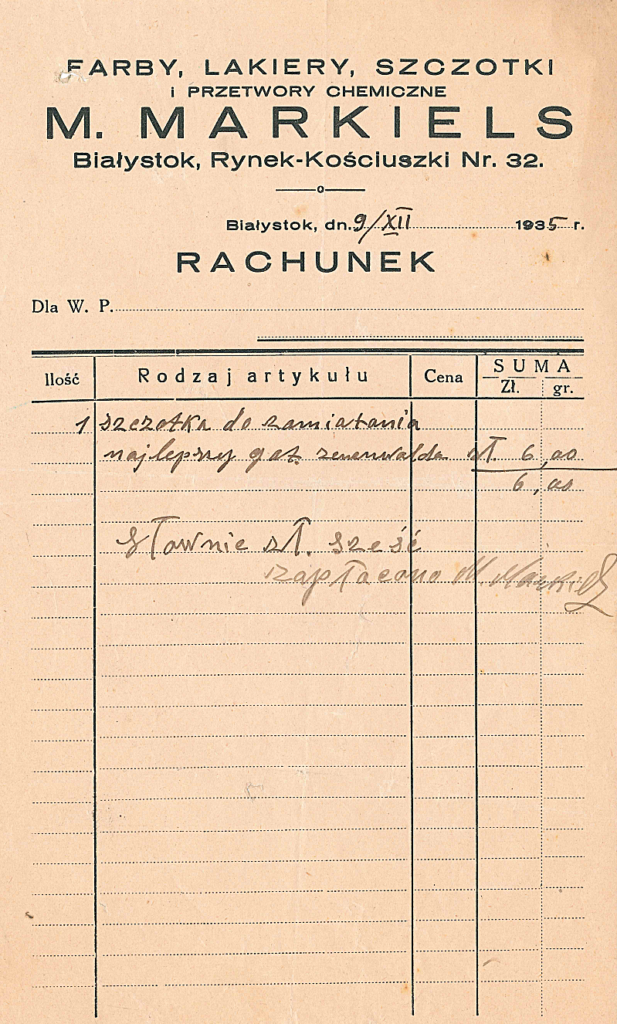 FARBY, LAKIERY, SZCZOTKI
i PRZETWORY CHEMICZNE
M. MARKIELS
Białystok, Rynek-Kościuszki Nr. 32.
Białystok, dn. 9/XII 1935 r.
RACHUNEK
Dla W. P.
Ilość Rodzaj artykułu Cena SUMA
Zł. gr.
1 szczotka do zamiatania
najlepszy gat. zł. 6,00
6,00
Słownie zł. sześć
zapłacono M. Markiels